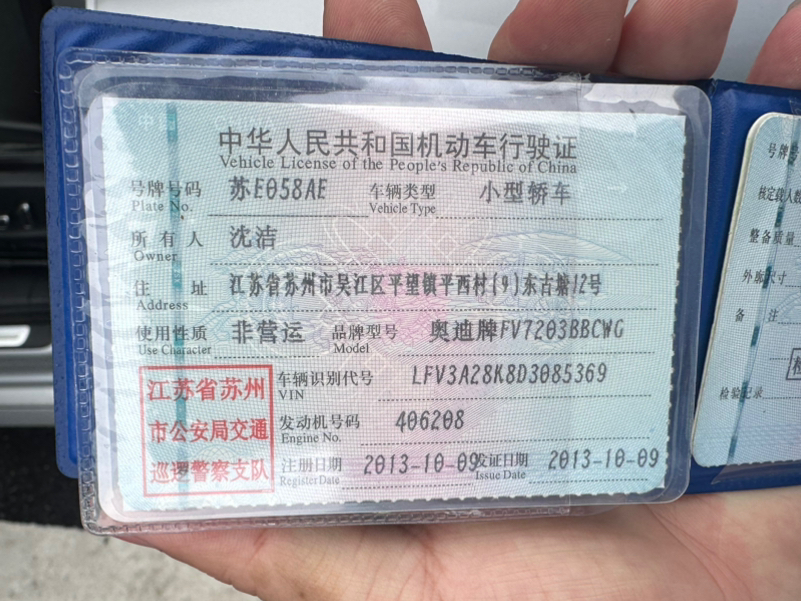 中华人民共和国机动车行驶证
Vehicle License of the People's Republic of China
号牌号码 苏E058AE 车辆类型 小型轿车
Plate No. Vehicle Type
所有人 沈洁
Owner
住址 江苏省苏州市吴江区平望镇平西村(9)东古塘12号
Address
使用性质 非营运 品牌型号 奥迪牌FV7203BBCWG
Use Character Model
江苏省苏州
市公安局交通
巡逻警察支队
车辆识别代号 LFV3A28K8D3085369
VIN
发动机号码 406208
Engine No.
注册日期 2013-10-09 发证日期 2013-10-09
Register Date Issue Date
号牌号
核定载人数
整备质量
外廓尺寸
备注
检验记录